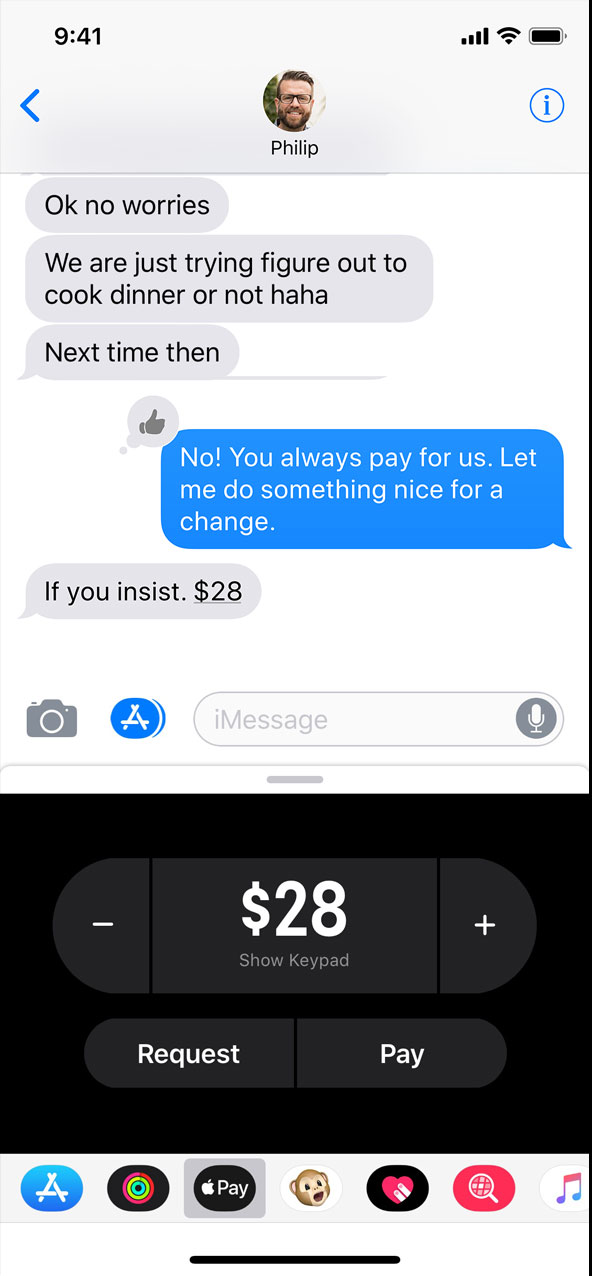 9:41
Philip
Ok no worries
We are just trying figure out to
cook dinner or not haha
Next time then
No! You always pay for us. Let
me do something nice for a
change.
If you insist. $28
iMessage
−
$28
+
Show Keypad
Request
Pay
Pay